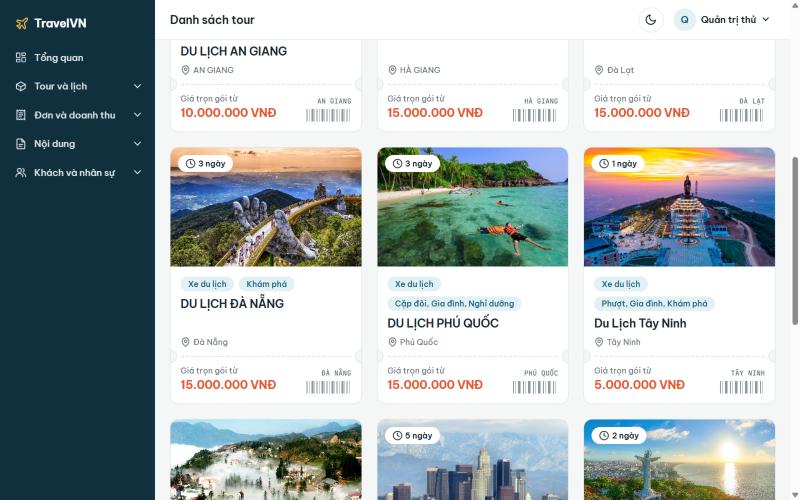 TravelVN
Danh sách tour
Q Quản trị thủ
Tổng quan
Tour và lịch
Đơn và doanh thu
Nội dung
Khách và nhân sự
DU LỊCH AN GIANG
AN GIANG
HÀ GIANG
Đà Lạt
Giá trọn gói từ
10.000.000 VNĐ
AN GIANG
Giá trọn gói từ
15.000.000 VNĐ
HÀ GIANG
Giá trọn gói từ
15.000.000 VNĐ
ĐÀ LẠT
3 ngày
Xe du lịch Khám phá
DU LỊCH ĐÀ NẴNG
Đà Nẵng
Giá trọn gói từ
15.000.000 VNĐ
ĐÀ NẴNG
3 ngày
Xe du lịch
Cặp đôi, Gia đình, Nghỉ dưỡng
DU LỊCH PHÚ QUỐC
Phú Quốc
Giá trọn gói từ
15.000.000 VNĐ
PHÚ QUỐC
1 ngày
Xe du lịch
Phượt, Gia đình, Khám phá
Du Lịch Tây Ninh
Tây Ninh
Giá trọn gói từ
5.000.000 VNĐ
TÂY NINH
5 ngày
2 ngày